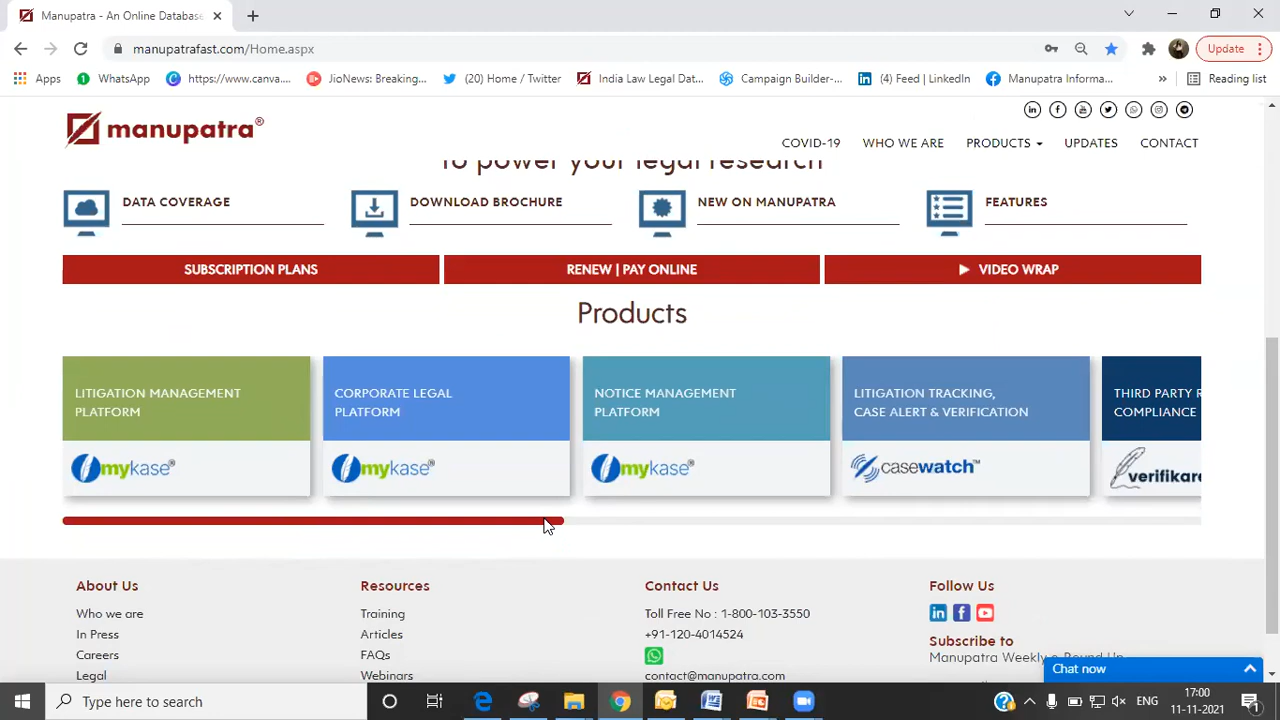 Manupatra - An Online Database
manupatrafast.com/Home.aspx
Update
Apps
WhatsApp
https://www.canva....
JioNews: Breaking...
(20) Home / Twitter
India Law Legal Dat...
Campaign Builder-...
(4) Feed | LinkedIn
Manupatra Informa...
»
Reading list
manupatra®
COVID-19
WHO WE ARE
PRODUCTS
UPDATES
CONTACT
To power your legal research
DATA COVERAGE
DOWNLOAD BROCHURE
NEW ON MANUPATRA
FEATURES
SUBSCRIPTION PLANS
RENEW | PAY ONLINE
VIDEO WRAP
Products
LITIGATION MANAGEMENT
PLATFORM
mykase®
CORPORATE LEGAL
PLATFORM
mykase®
NOTICE MANAGEMENT
PLATFORM
mykase®
LITIGATION TRACKING,
CASE ALERT & VERIFICATION
casewatch™
THIRD PARTY R
COMPLIANCE
verifikar
About Us
Who we are
In Press
Careers
Legal
Resources
Training
Articles
FAQs
Webinars
Contact Us
Toll Free No : 1-800-103-3550
+91-120-4014524
contact@manupatra.com
Follow Us
Subscribe to
Manupatra Weekly e-Round Up
Chat now
Type here to search
ENG
17:00
11-11-2021